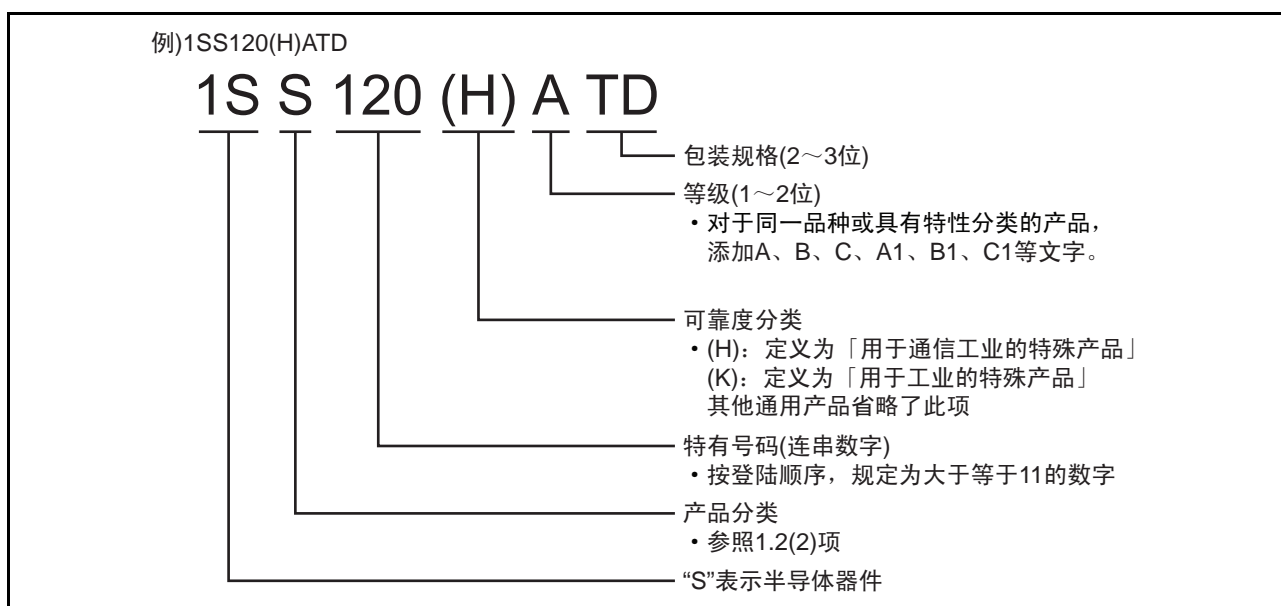 例)1SS120(H)ATD
1S S 120 (H) A TD
包装规格(2～3位)
等级(1～2位)
・对于同一品种或具有特性分类的产品，
添加A、B、C、A1、B1、C1等文字。
可靠度分类
・(H)：定义为「用于通信工业的特殊产品」
(K)：定义为「用于工业的特殊产品」
其他通用产品省略了此项
特有号码(连串数字)
・按登陆顺序，规定为大于等于11的数字
产品分类
・参照1.2(2)项
“S”表示半导体器件